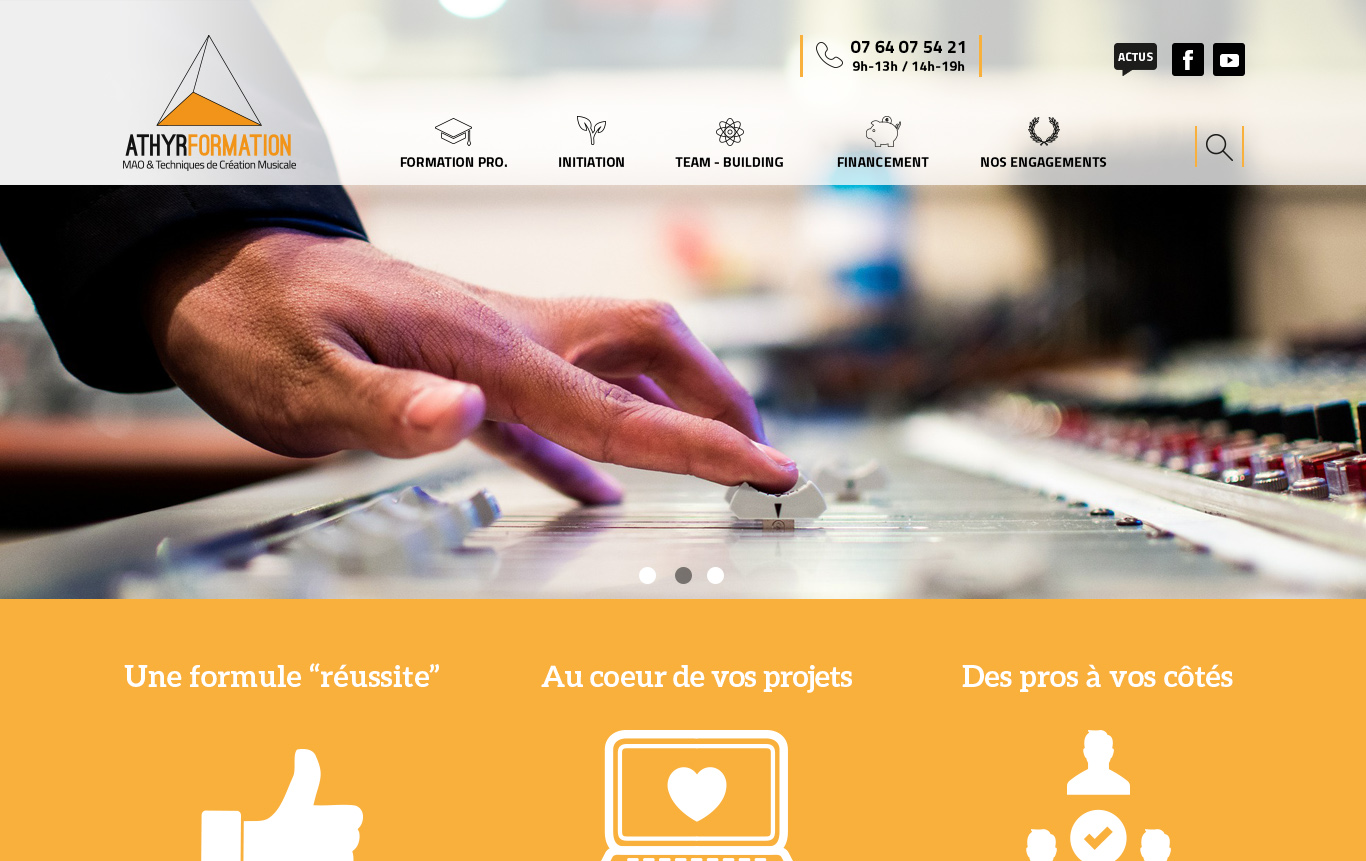 07 64 07 54 21
9h-13h / 14h-19h
ACTUS
ATHYRFORMATION
MAO & Techniques de Création Musicale
FORMATION PRO.
INITIATION
TEAM - BUILDING
FINANCEMENT
NOS ENGAGEMENTS
Une formule “réussite”
Au coeur de vos projets
Des pros à vos côtés